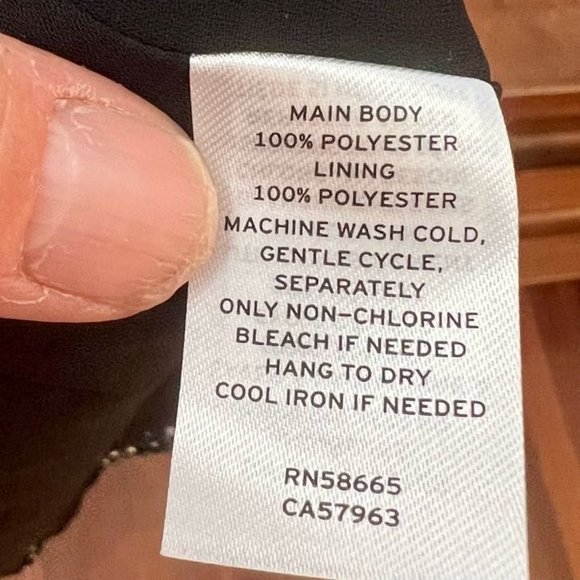 MAIN BODY
100% POLYESTER
LINING
100% POLYESTER
MACHINE WASH COLD,
GENTLE CYCLE,
SEPARATELY
ONLY NON-CHLORINE
BLEACH IF NEEDED
HANG TO DRY
COOL IRON IF NEEDED
RN58665
CA57963